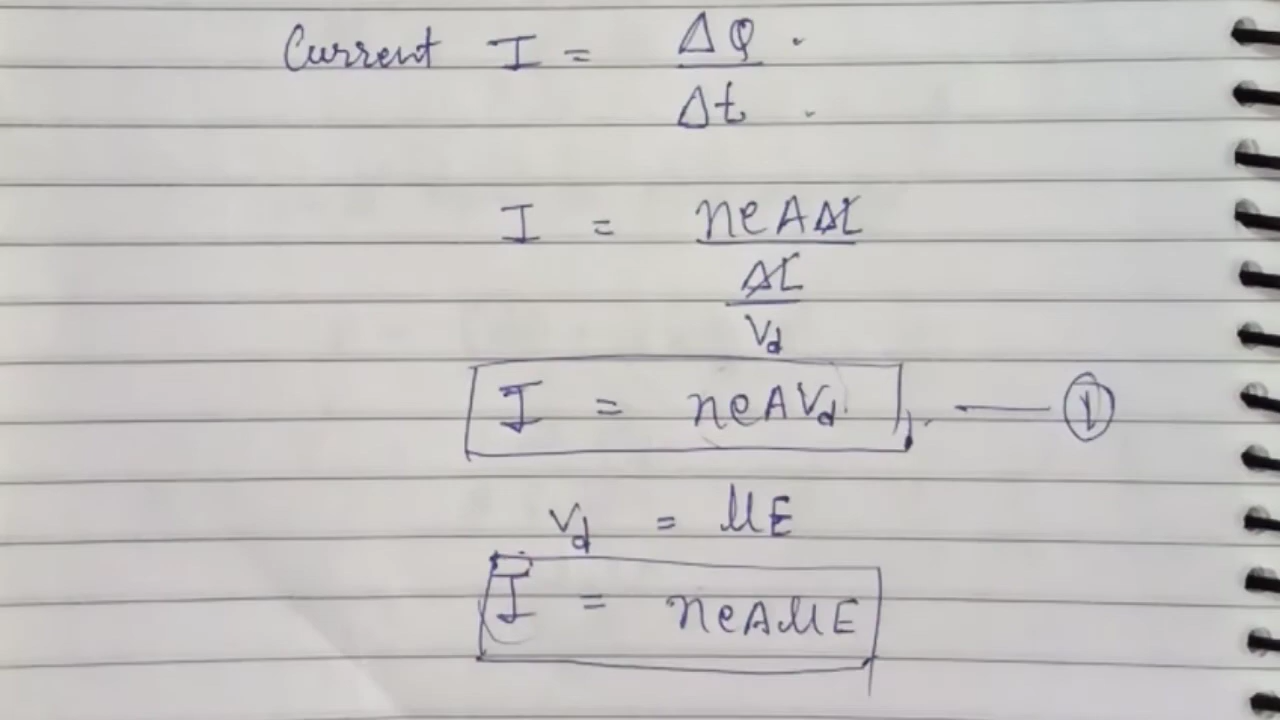 Current I = ΔQ / Δt
I = neAΔl / (Δl / Vd)
I = neAVd — ①
Vd = μE
I = neAμE